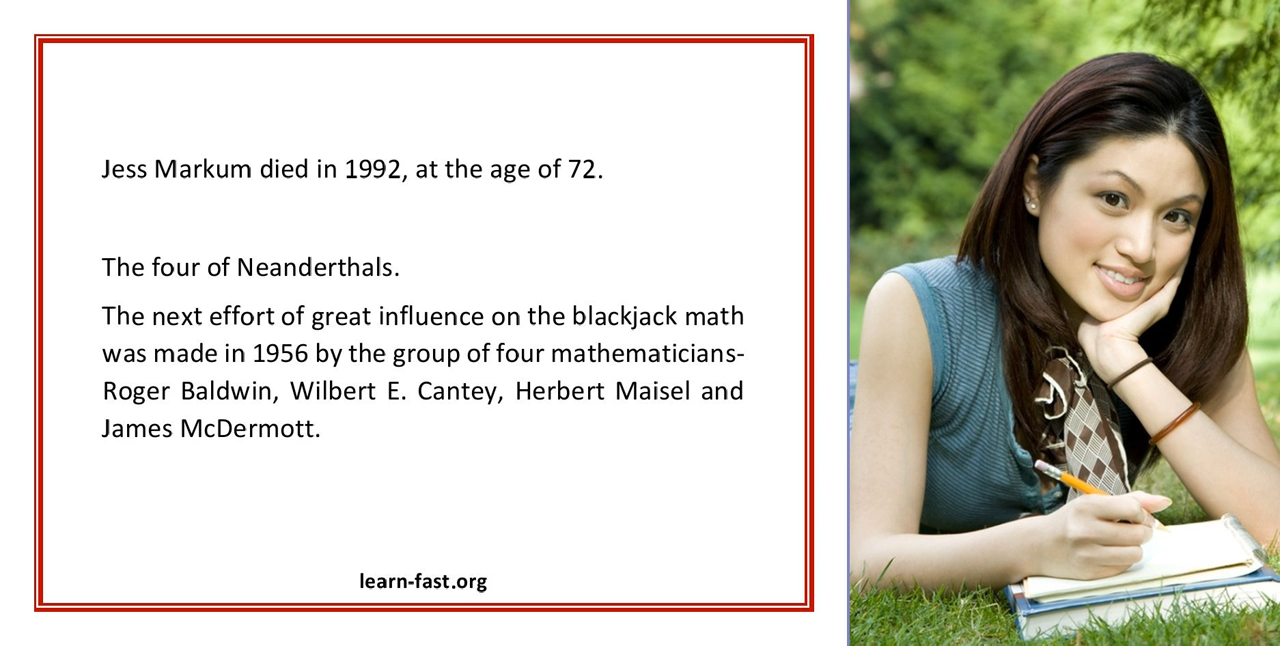 Jess Markum died in 1992, at the age of 72.
The four of Neanderthals.
The next effort of great influence on the blackjack math
was made in 1956 by the group of four mathematicians-
Roger Baldwin, Wilbert E. Cantey, Herbert Maisel and
James McDermott.
learn-fast.org